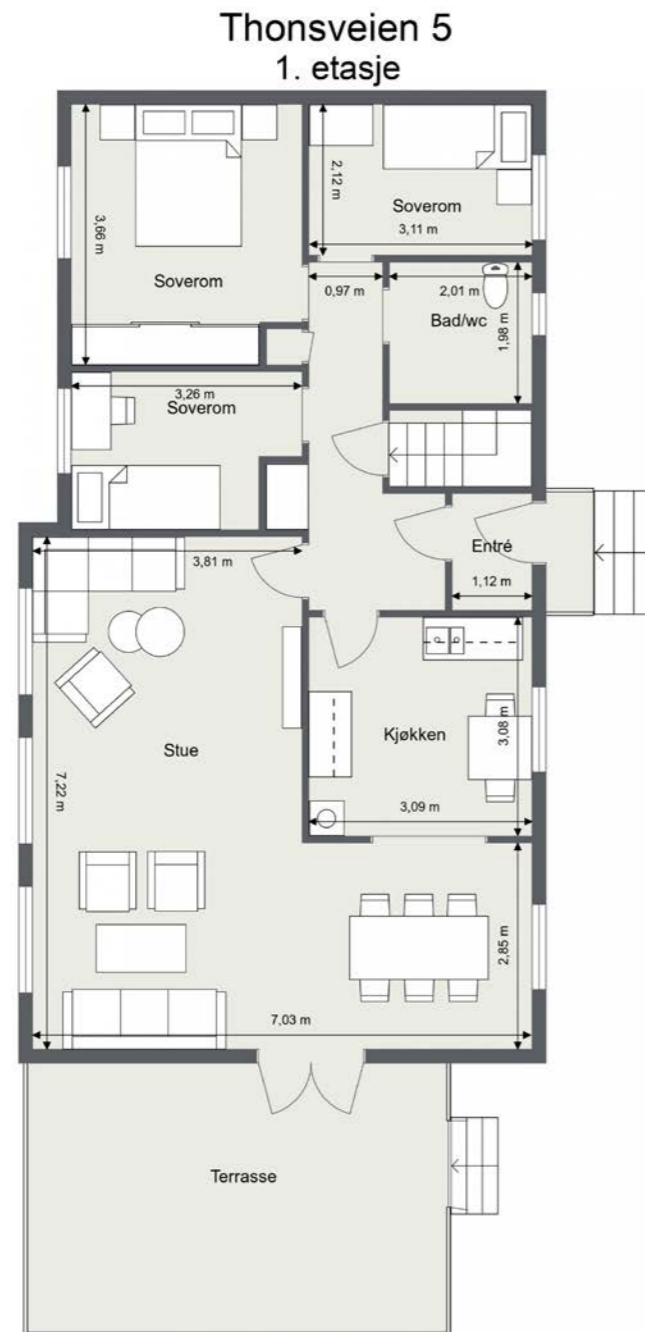 Thonsveien 5
1. etasje
3,66 m
Soverom
2,12 m
Soverom
3,11 m
0,97 m
2,01 m
Bad/wc
1,98 m
3,26 m
Soverom
Entré
1,12 m
3,81 m
Stue
7,22 m
Kjøkken
3,08 m
3,09 m
2,85 m
7,03 m
Terrasse